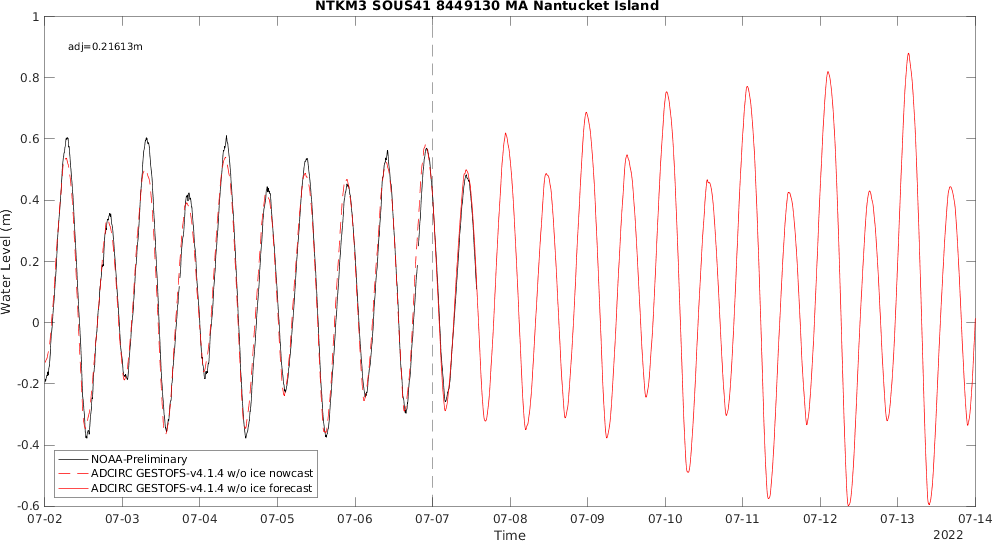 NTKM3 SOUS41 8449130 MA Nantucket Island
adj=0.21613m
Water Level (m)
1
0.8
0.6
0.4
0.2
0
-0.2
-0.4
-0.6
NOAA-Preliminary
ADCIRC GESTOFS-v4.1.4 w/o ice nowcast
ADCIRC GESTOFS-v4.1.4 w/o ice forecast
07-02 07-03 07-04 07-05 07-06 07-07 07-08 07-09 07-10 07-11 07-12 07-13 07-14
Time
2022